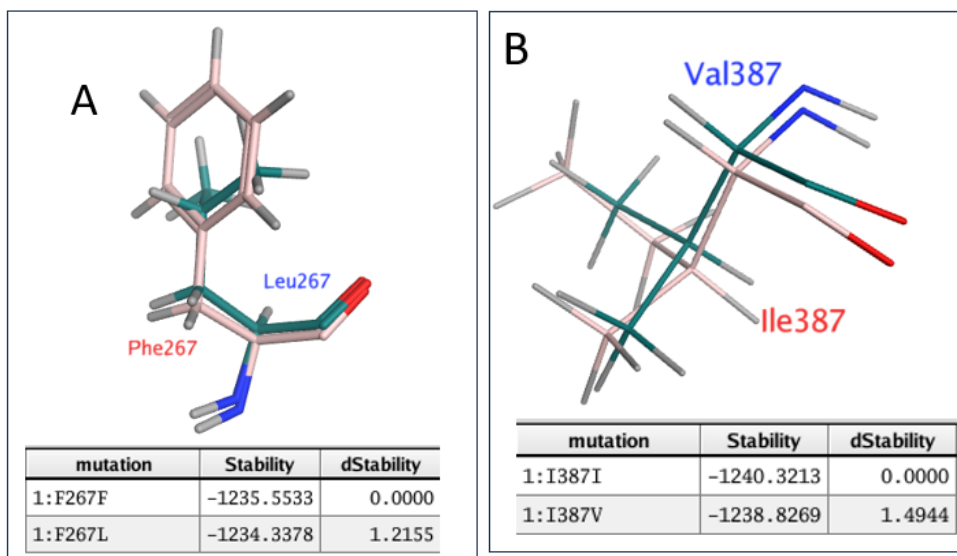 A
Leu267
Phe267
mutation Stability dStability
1:F267F -1235.5533 0.0000
1:F267L -1234.3378 1.2155
B
Val387
Ile387
mutation Stability dStability
1:I387I -1240.3213 0.0000
1:I387V -1238.8269 1.4944